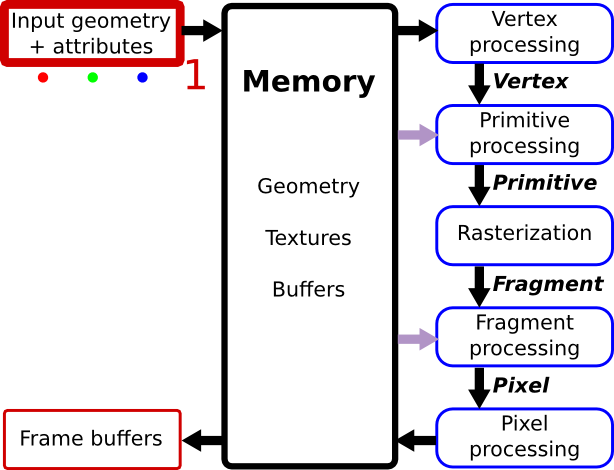 Input geometry
+ attributes
1
Memory
Geometry
Textures
Buffers
Frame buffers
Vertex
processing
Vertex
Primitive
processing
Primitive
Rasterization
Fragment
Fragment
processing
Pixel
Pixel
processing